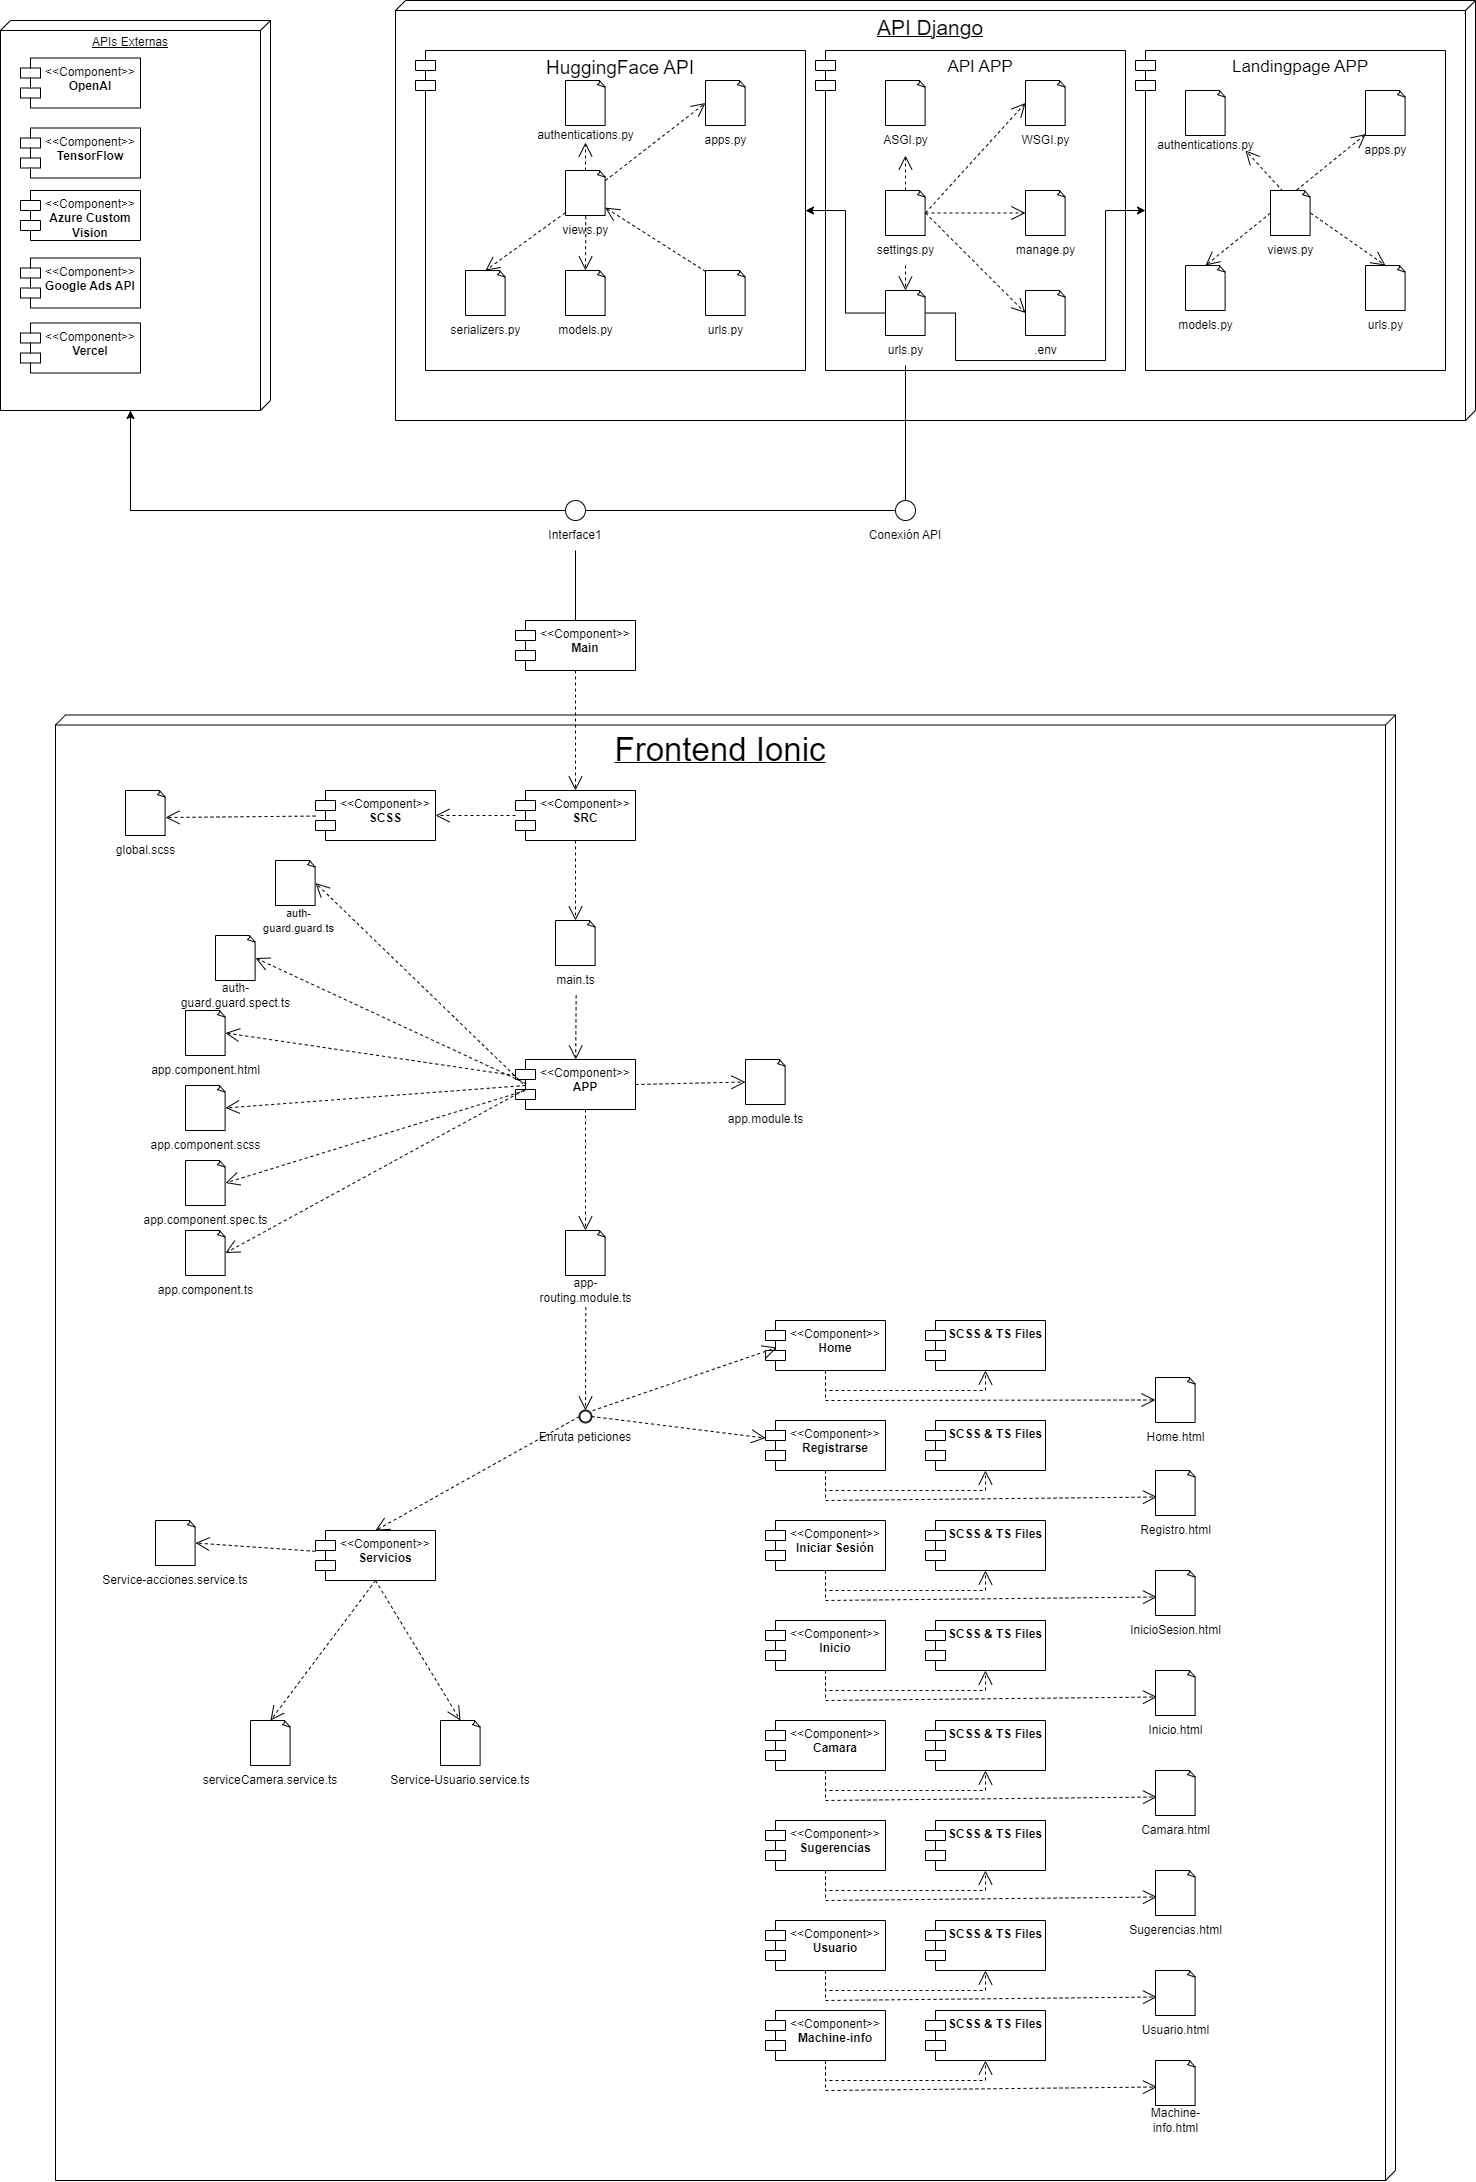 APIs Externas
<<Component>>
OpenAI
<<Component>>
TensorFlow
<<Component>>
Azure Custom
Vision
<<Component>>
Google Ads API
<<Component>>
Vercel
API Django
HuggingFace API
authentications.py
apps.py
views.py
serializers.py
models.py
urls.py
API APP
ASGI.py
WSGI.py
settings.py
manage.py
urls.py
.env
Landingpage APP
authentications.py
apps.py
views.py
models.py
urls.py
Interface1
Conexión API
<<Component>>
Main
Frontend Ionic
<<Component>>
SCSS
<<Component>>
SRC
global.scss
auth-
guard.guard.ts
main.ts
auth-
guard.guard.spect.ts
app.component.html
<<Component>>
APP
app.module.ts
app.component.scss
app.component.spec.ts
app.component.ts
app-
routing.module.ts
Enruta peticiones
<<Component>>
Home
SCSS & TS Files
Home.html
<<Component>>
Registrarse
SCSS & TS Files
Registro.html
<<Component>>
Servicios
Service-acciones.service.ts
serviceCamera.service.ts
Service-Usuario.service.ts
<<Component>>
Iniciar Sesión
SCSS & TS Files
InicioSesion.html
<<Component>>
Inicio
SCSS & TS Files
Inicio.html
<<Component>>
Camara
SCSS & TS Files
Camara.html
<<Component>>
Sugerencias
SCSS & TS Files
Sugerencias.html
<<Component>>
Usuario
SCSS & TS Files
Usuario.html
<<Component>>
Machine-info
SCSS & TS Files
Machine-
info.html